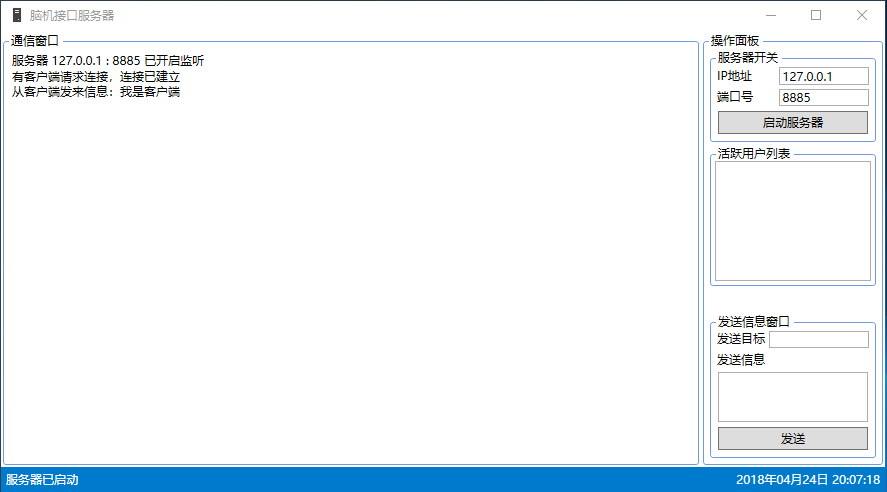 脑机接口服务器
通信窗口
服务器 127.0.0.1 : 8885 已开启监听
有客户端请求连接，连接已建立
从客户端发来信息：我是客户端
操作面板
服务器开关
IP地址 127.0.0.1
端口号 8885
启动服务器
活跃用户列表
发送信息窗口
发送目标
发送信息
发送
服务器已启动 2018年04月24日 20:07:18